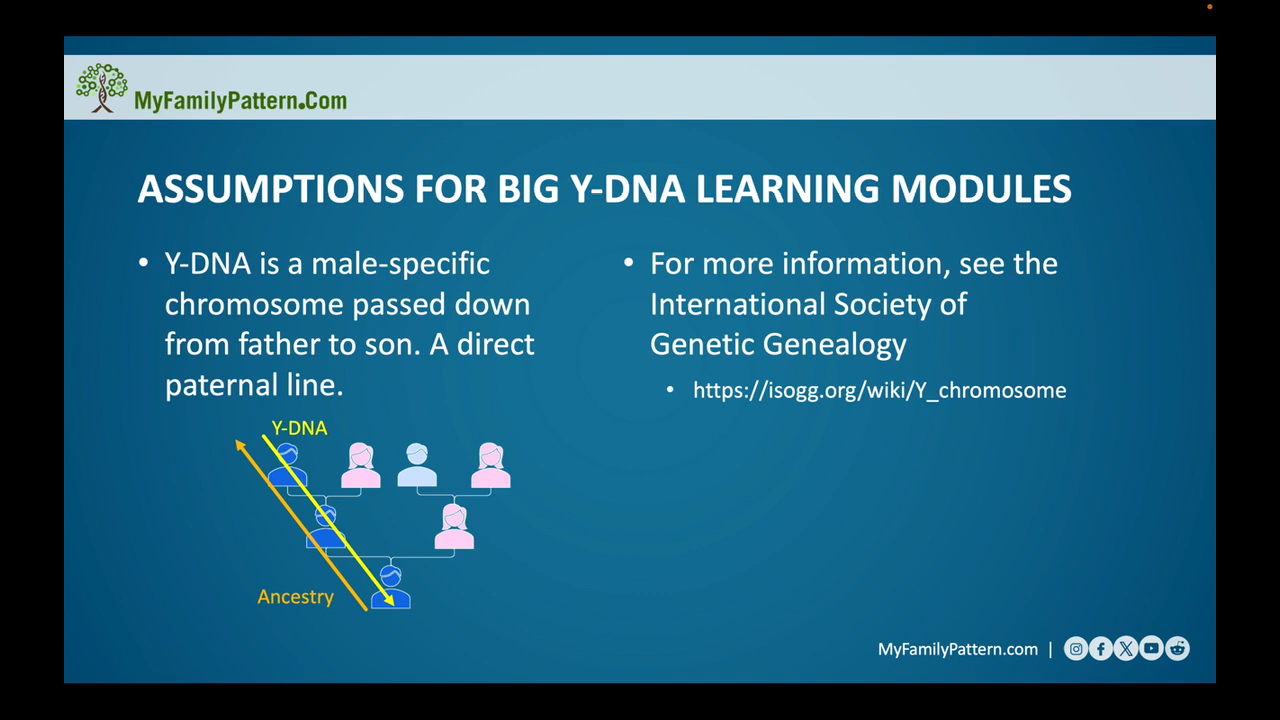 MyFamilyPattern.Com
ASSUMPTIONS FOR BIG Y-DNA LEARNING MODULES
• Y-DNA is a male-specific
chromosome passed down
from father to son. A direct
paternal line.
• For more information, see the
International Society of
Genetic Genealogy
• https://isogg.org/wiki/Y_chromosome
Y-DNA
Ancestry
MyFamilyPattern.com |